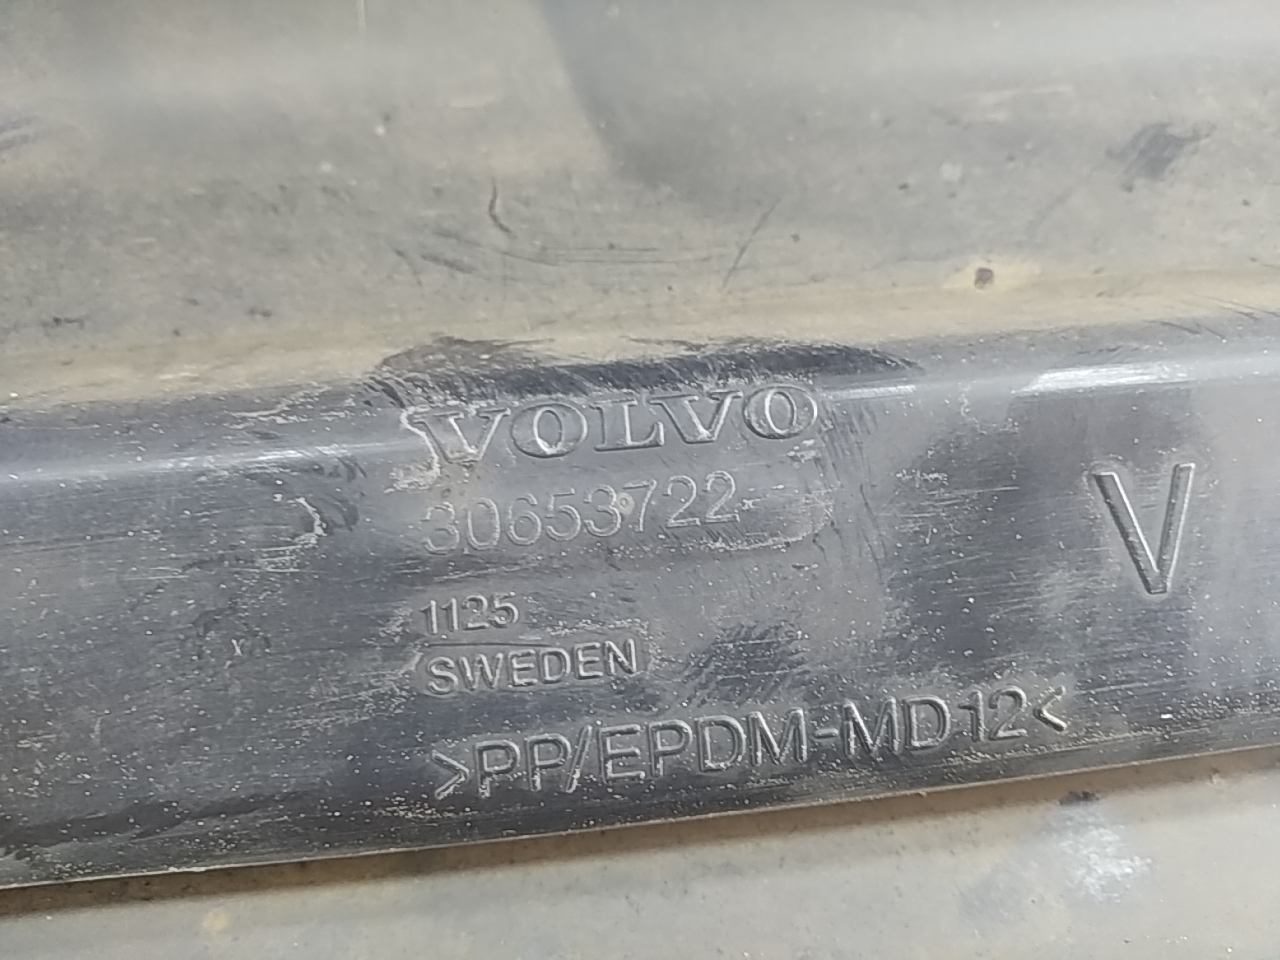 VOLVO
30653722
V
1125
SWEDEN
>PP/EPDM-MD12<